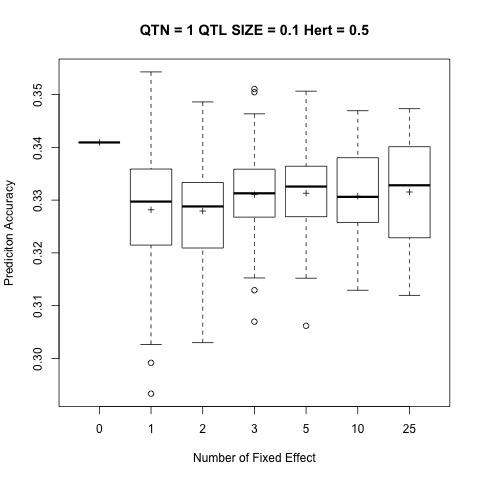 QTN = 1 QTL SIZE = 0.1 Hert = 0.5
Prediciton Accuracy
0.35
0.34
0.33
0.32
0.31
0.30
0 1 2 3 5 10 25
Number of Fixed Effect